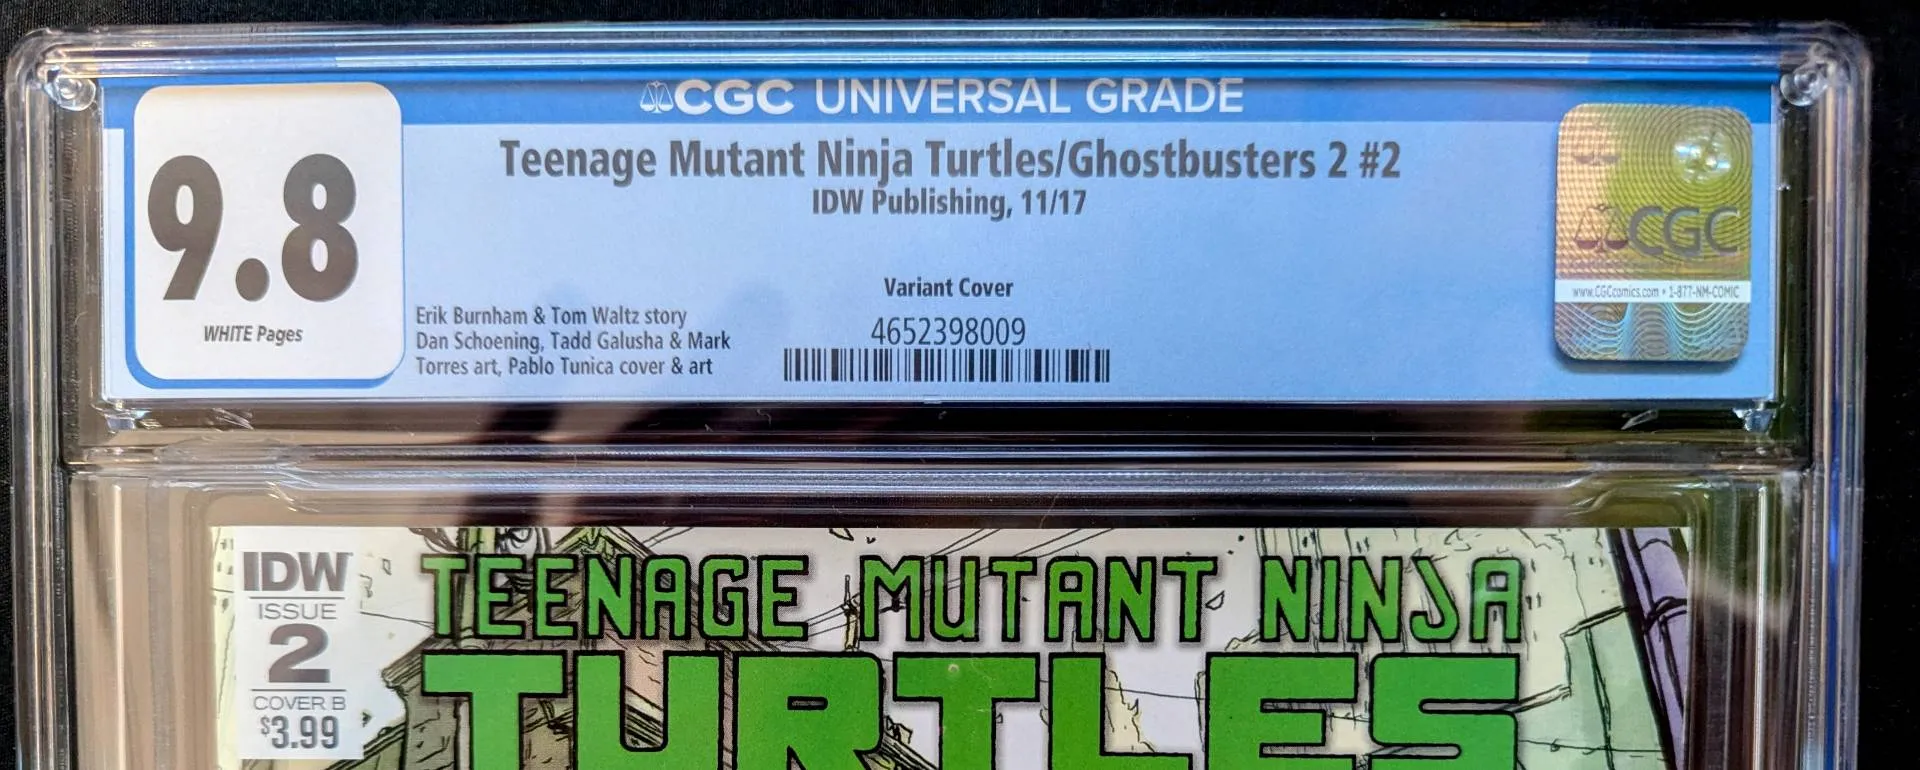 CGC UNIVERSAL GRADE
9.8
WHITE Pages
Teenage Mutant Ninja Turtles/Ghostbusters 2 #2
IDW Publishing, 11/17
Variant Cover
Erik Burnham & Tom Waltz story
Dan Schoening, Tadd Galusha & Mark
Torres art, Pablo Tunica cover & art
4652398009
CGC
www.CGCcomics.com • 1-877-NM-COMIC
IDW
ISSUE
2
COVER B
$3.99
TEENAGE MUTANT NINJA
TURTLES